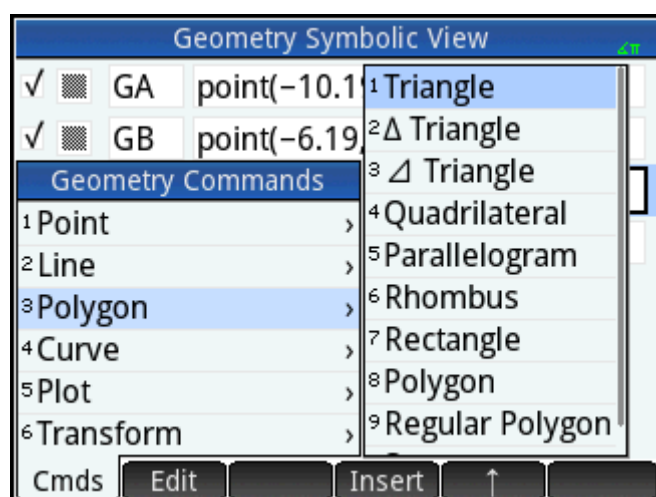 Geometry Symbolic View
∡π
√ GA point(-10.1
√ GB point(-6.19,
Geometry Commands
1 Point ›
2 Line ›
3 Polygon ›
4 Curve ›
5 Plot ›
6 Transform ›
1 Triangle
2 Δ Triangle
3 ⊿ Triangle
4 Quadrilateral
5 Parallelogram
6 Rhombus
7 Rectangle
8 Polygon
9 Regular Polygon
Cmds Edit Insert ↑